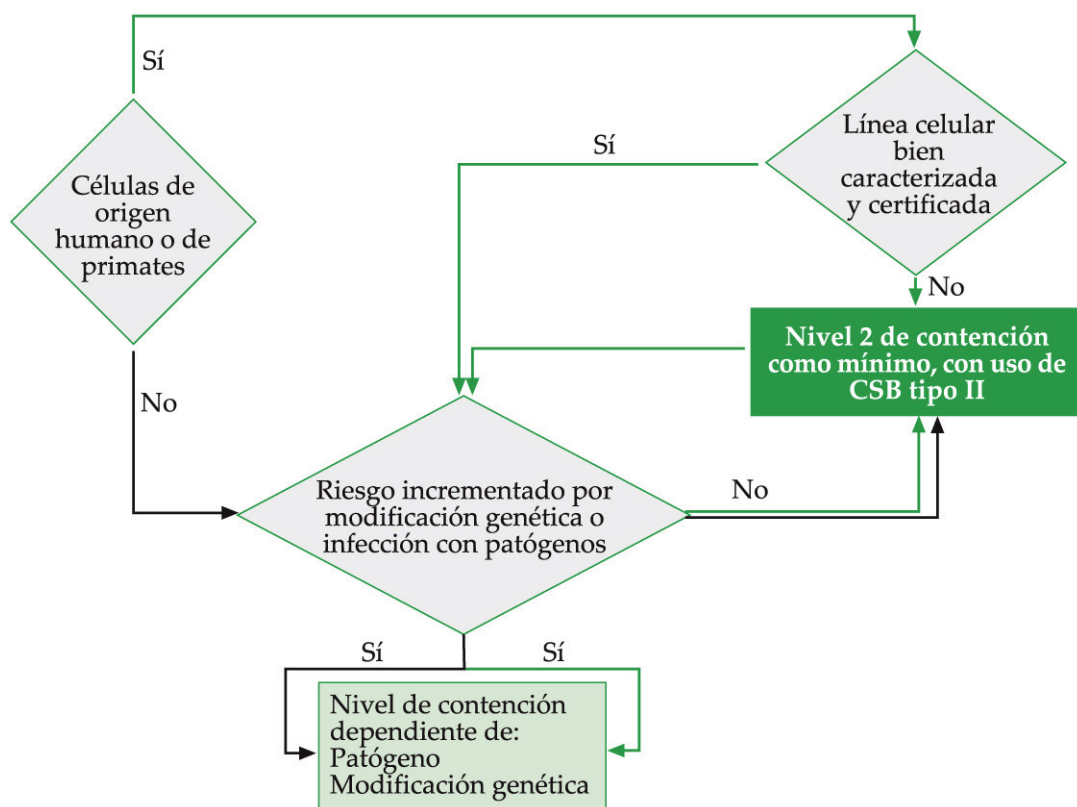 Sí
Células de
origen
humano o de
primates
No
Línea celular
bien
caracterizada
y certificada
Sí
No
Nivel 2 de contención
como mínimo, con uso de
CSB tipo II
Riesgo incrementado por
modificación genética o
infección con patógenos
No
Sí
Sí
Nivel de contención
dependiente de:
Patógeno
Modificación genética